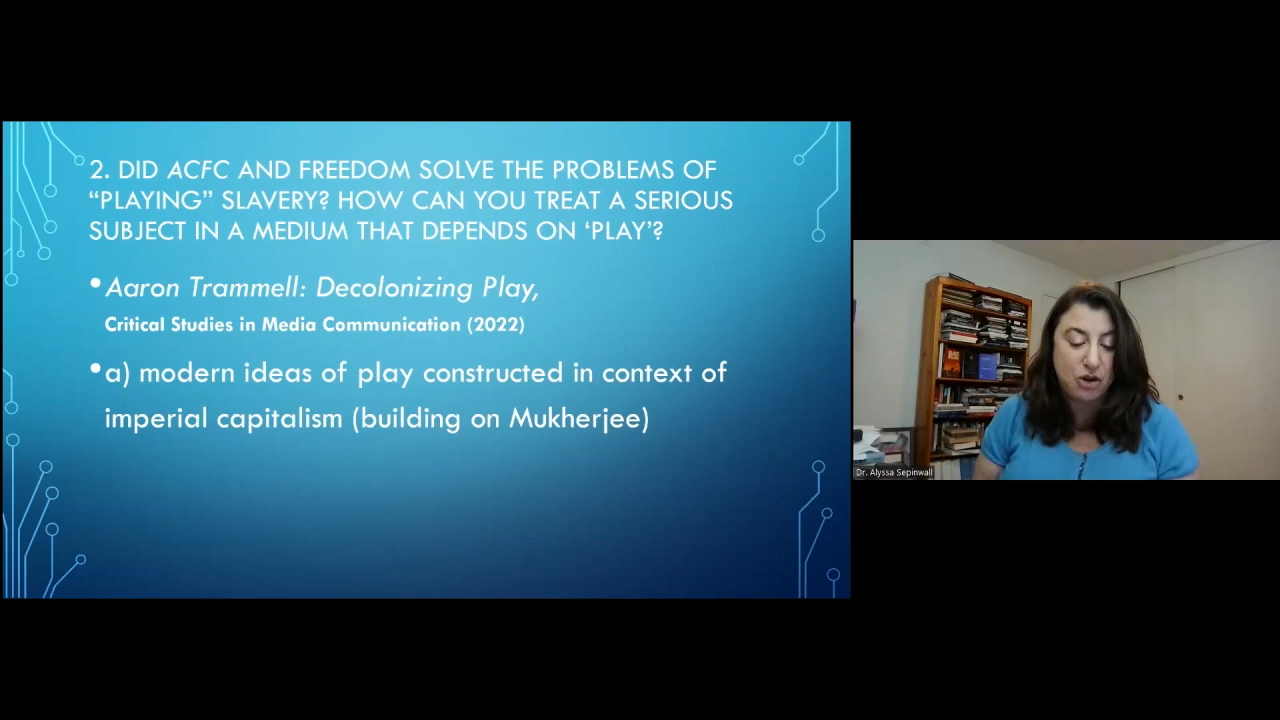 2. DID ACFC AND FREEDOM SOLVE THE PROBLEMS OF
“PLAYING” SLAVERY? HOW CAN YOU TREAT A SERIOUS
SUBJECT IN A MEDIUM THAT DEPENDS ON ‘PLAY’?
•Aaron Trammell: Decolonizing Play,
Critical Studies in Media Communication (2022)
•a) modern ideas of play constructed in context of
imperial capitalism (building on Mukherjee)
Dr. Alyssa Sepinwall